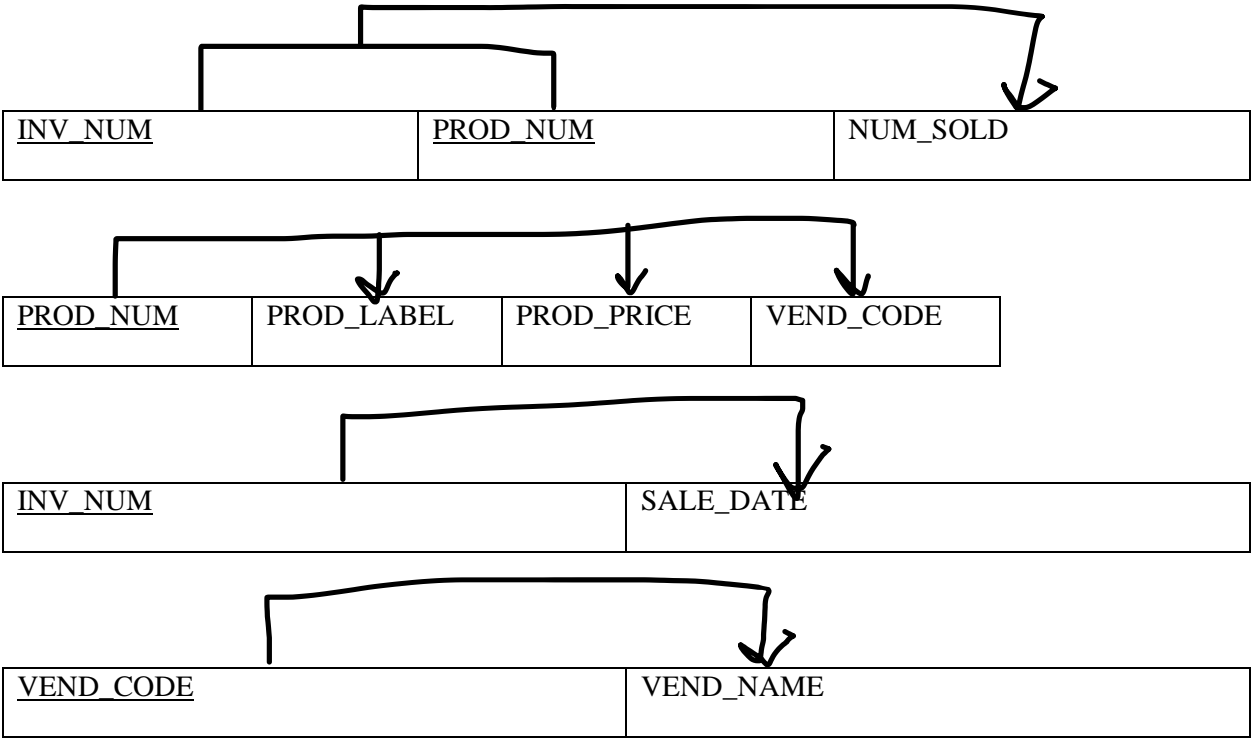 INV_NUM PROD_NUM NUM_SOLD
PROD_NUM PROD_LABEL PROD_PRICE VEND_CODE
INV_NUM SALE_DATE
VEND_CODE VEND_NAME